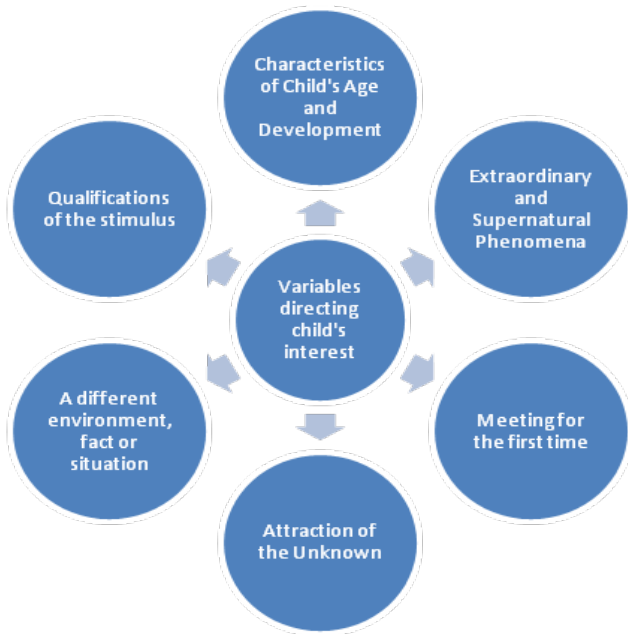 Characteristics
of Child's Age
and
Development
Extraordinary
and
Supernatural
Phenomena
Meeting for
the first time
Attraction of
the Unknown
A different
environment,
fact or
situation
Qualifications
of the stimulus
Variables
directing
child's
interest